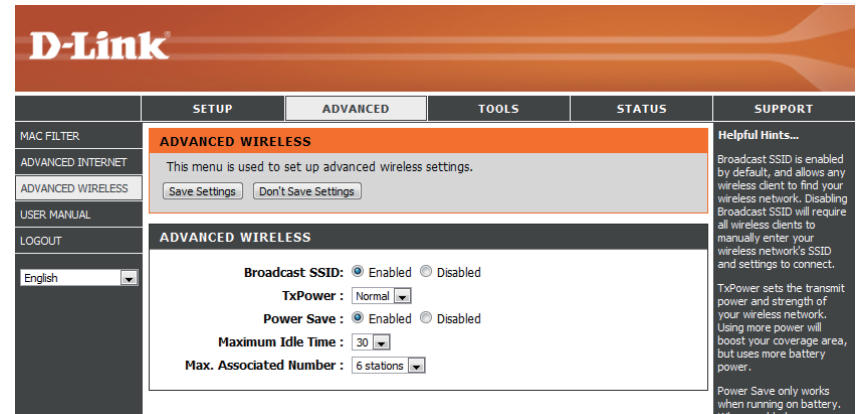 D-Link
SETUP
ADVANCED
TOOLS
STATUS
SUPPORT
MAC FILTER
ADVANCED INTERNET
ADVANCED WIRELESS
USER MANUAL
LOGOUT
English
ADVANCED WIRELESS
This menu is used to set up advanced wireless settings.
Save Settings Don't Save Settings
ADVANCED WIRELESS
Broadcast SSID: Enabled Disabled
TxPower : Normal
Power Save : Enabled Disabled
Maximum Idle Time : 30
Max. Associated Number : 6 stations
Helpful Hints...
Broadcast SSID is enabled
by default, and allows any
wireless client to find your
wireless network. Disabling
Broadcast SSID will require
all wireless clients to
manually enter your
wireless network's SSID
and settings to connect.
TxPower sets the transmit
power and strength of
your wireless network.
Using more power will
boost your coverage area,
but uses more battery
power.
Power Save only works
when running on battery.